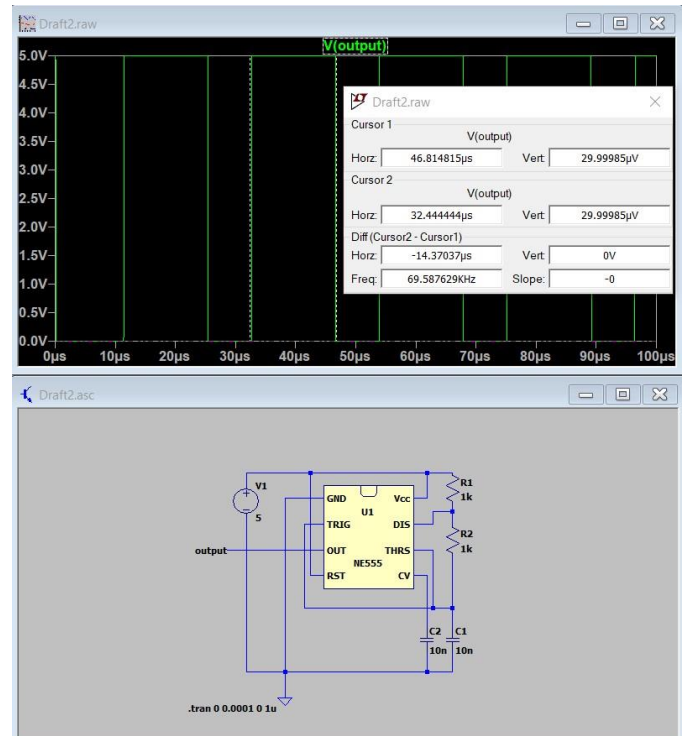 Draft2.raw
V(output)
5.0V
4.5V
4.0V
3.5V
3.0V
2.5V
2.0V
1.5V
1.0V
0.5V
0.0V
0µs 10µs 20µs 30µs 40µs 50µs 60µs 70µs 80µs 90µs 100µs
Draft2.raw
Cursor 1
V(output)
Horz: 46.814815µs Vert: 29.99985µV
Cursor 2
V(output)
Horz: 32.444444µs Vert: 29.99985µV
Diff (Cursor2 - Cursor1)
Horz: -14.37037µs Vert: 0V
Freq: 69.587629KHz Slope: -0
Draft2.asc
V1
5
output
GND Vcc
U1
TRIG DIS
OUT THRS
NE555
RST CV
R1
1k
R2
1k
C2 C1
10n 10n
.tran 0 0.0001 0 1u